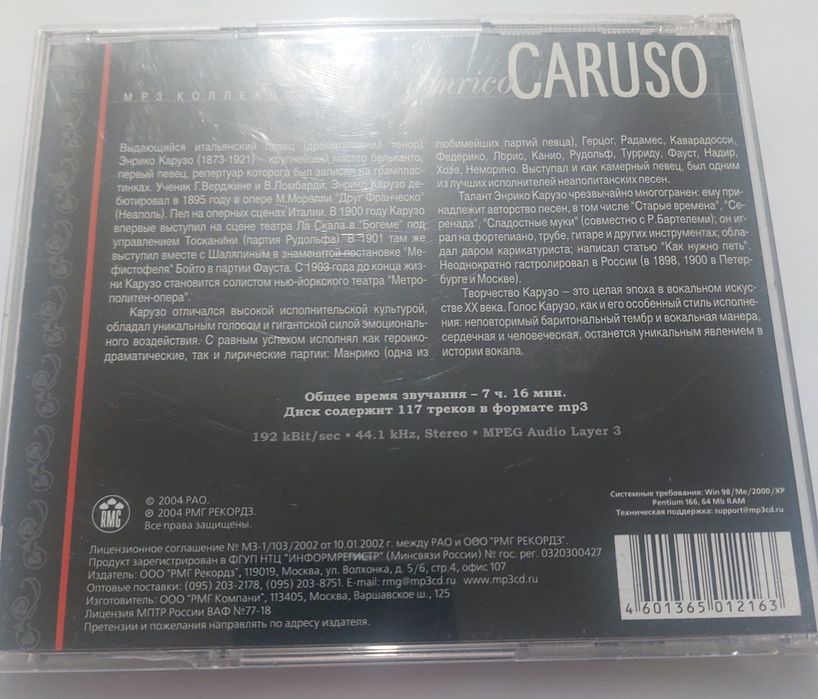 Enrico CARUSO
MP3 КОЛЛЕКЦ
Выдающийся итальянский певец (драматический тенор).
Энрико Карузо (1873-1921) – крупнейший мастер бельканто,
первый певец, репертуар которого был записан на граммплас-
тинках. Ученик Г.Верджине и В.Ломбарди, Энрико Карузо де-
бютировал в 1895 году в опере М.Морелли "Друг Франческо"
(Неаполь). Пел на оперных сценах Италии. В 1900 году Карузо
впервые выступил на сцене театра Ла Скала в "Богеме" под
управлением Тосканини (партия Рудольфа). В 1901 там же
выступил вместе с Шаляпиным в знаменитой постановке "Ме-
фистофеля" Бойто в партии Фауста. С 1903 года до конца жиз-
ни Карузо становится солистом нью-йоркского театра "Метро-
политен-опера".
Карузо отличался высокой исполнительской культурой,
обладал уникальным голосом и гигантской силой эмоциональ-
ного воздействия. С равным успехом исполнял как героико-
драматические, так и лирические партии: Манрико (одна из
любимейших партий певца), Герцог, Радамес, Каварадосси,
Федерико, Лорис, Канио, Рудольф, Турриду, Фауст, Надир,
Хозе, Неморино. Выступал и как камерный певец, был одним
из лучших исполнителей неаполитанских песен.
Талант Энрико Карузо чрезвычайно многогранен: ему при-
надлежит авторство песен, в том числе "Старые времена", "Се-
ренада", "Сладостные муки" (совместно с Р.Бартелеми); он иг-
рал на фортепиано, трубе, гитаре и других инструментах; обла-
дал даром карикатуриста; написал статью "Как нужно петь".
Неоднократно гастролировал в России (в 1898, 1900 в Петер-
бурге и Москве).
Творчество Карузо – это целая эпоха в вокальном искус-
стве XX века. Голос Карузо, как и его особенный стиль исполне-
ния: неповторимый баритональный тембр и вокальная манера,
сердечная и человеческая, останется уникальным явлением в
истории вокала.
Общее время звучания – 7 ч. 16 мин.
Диск содержит 117 треков в формате mp3
192 kBit/sec • 44.1 kHz, Stereo • MPEG Audio Layer 3
RMG
© 2004 РАО.
℗ 2004 РМГ РЕКОРДЗ.
Все права защищены.
Системные требования: Win 98/Me/2000/XP
Pentium 166, 64 Mb RAM
Техническая поддержка: support@mp3cd.ru
Лицензионное соглашение № МЗ-1/103/2002 от 10.01.2002 г. между РАО и ООО "РМГ РЕКОРДЗ".
Продукт зарегистрирован в ФГУП НТЦ "ИНФОРМРЕГИСТР" (Минсвязи России) № гос. рег. 0320300427
Издатель: ООО "РМГ Рекордз", 119019, Москва, ул. Волхонка, д. 5/6, стр.4, офис 107
Оптовые поставки: (095) 203-2178, (095) 203-8751. E-mail: rmg@mp3cd.ru www.mp3cd.ru
Изготовитель: ООО "РМГ Компани", 113405, Москва, Варшавское ш., 125
Лицензия МПТР России ВАФ №77-18
Претензии и пожелания направлять по адресу издателя.
4 601365 012163